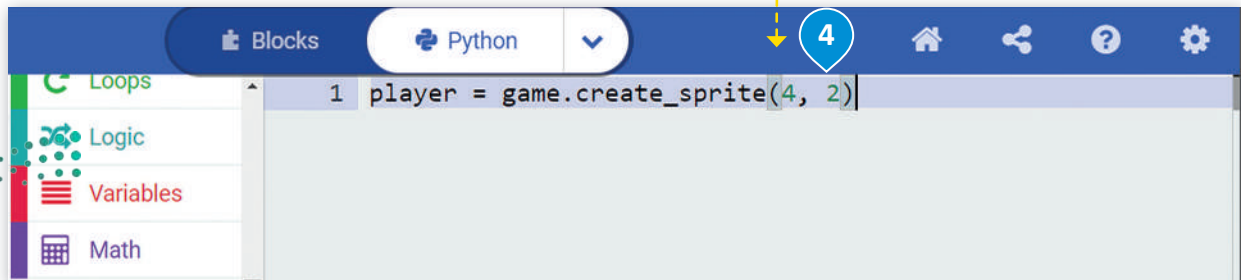 Blocks
Python
4
Loops
Logic
Variables
Math
1 player = game.create_sprite(4, 2)